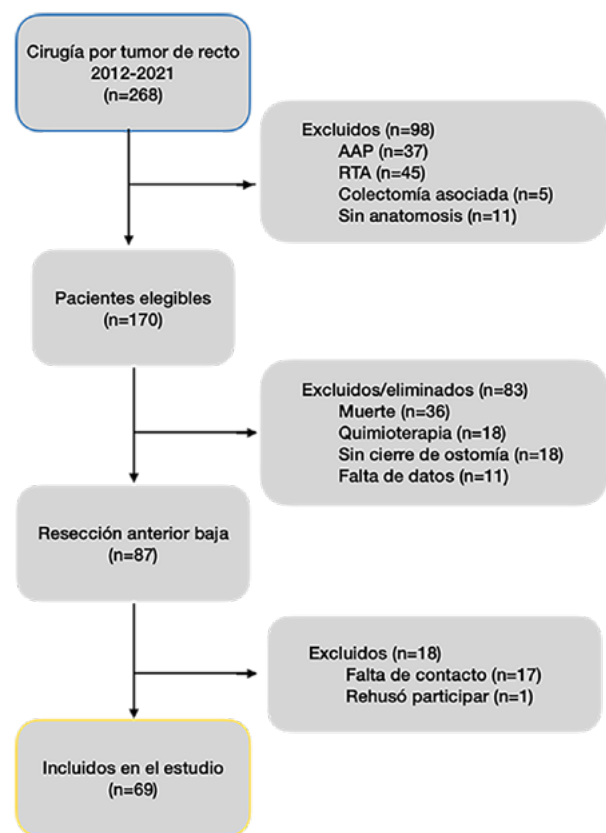 Cirugía por tumor de recto
2012-2021
(n=268)
Excluidos (n=98)
AAP (n=37)
RTA (n=45)
Colectomía asociada (n=5)
Sin anatomosis (n=11)
Pacientes elegibles
(n=170)
Excluidos/eliminados (n=83)
Muerte (n=36)
Quimioterapia (n=18)
Sin cierre de ostomía (n=18)
Falta de datos (n=11)
Resección anterior baja
(n=87)
Excluidos (n=18)
Falta de contacto (n=17)
Rehusó participar (n=1)
Incluidos en el estudio
(n=69)